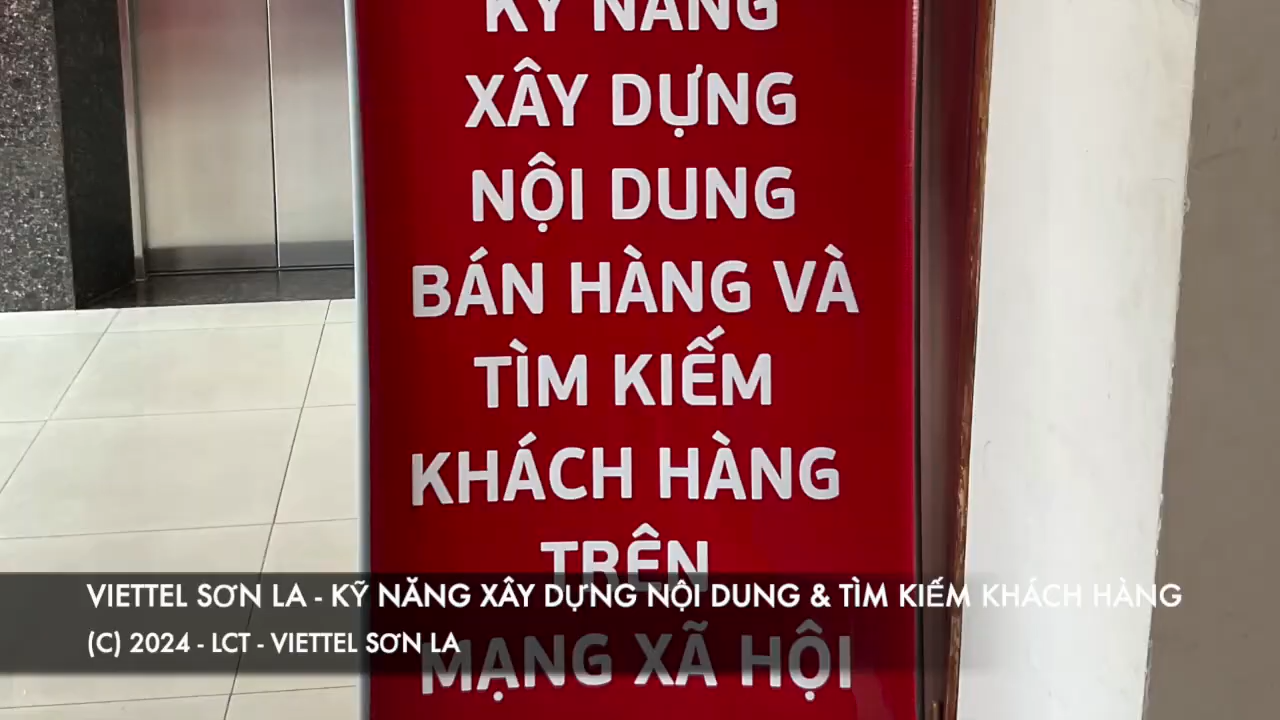 KỸ NĂNG
XÂY DỰNG
NỘI DUNG
BÁN HÀNG VÀ
TÌM KIẾM
KHÁCH HÀNG
TRÊN
MẠNG XÃ HỘI
VIETTEL SƠN LA - KỸ NĂNG XÂY DỰNG NỘI DUNG & TÌM KIẾM KHÁCH HÀNG
(C) 2024 - LCT - VIETTEL SƠN LA